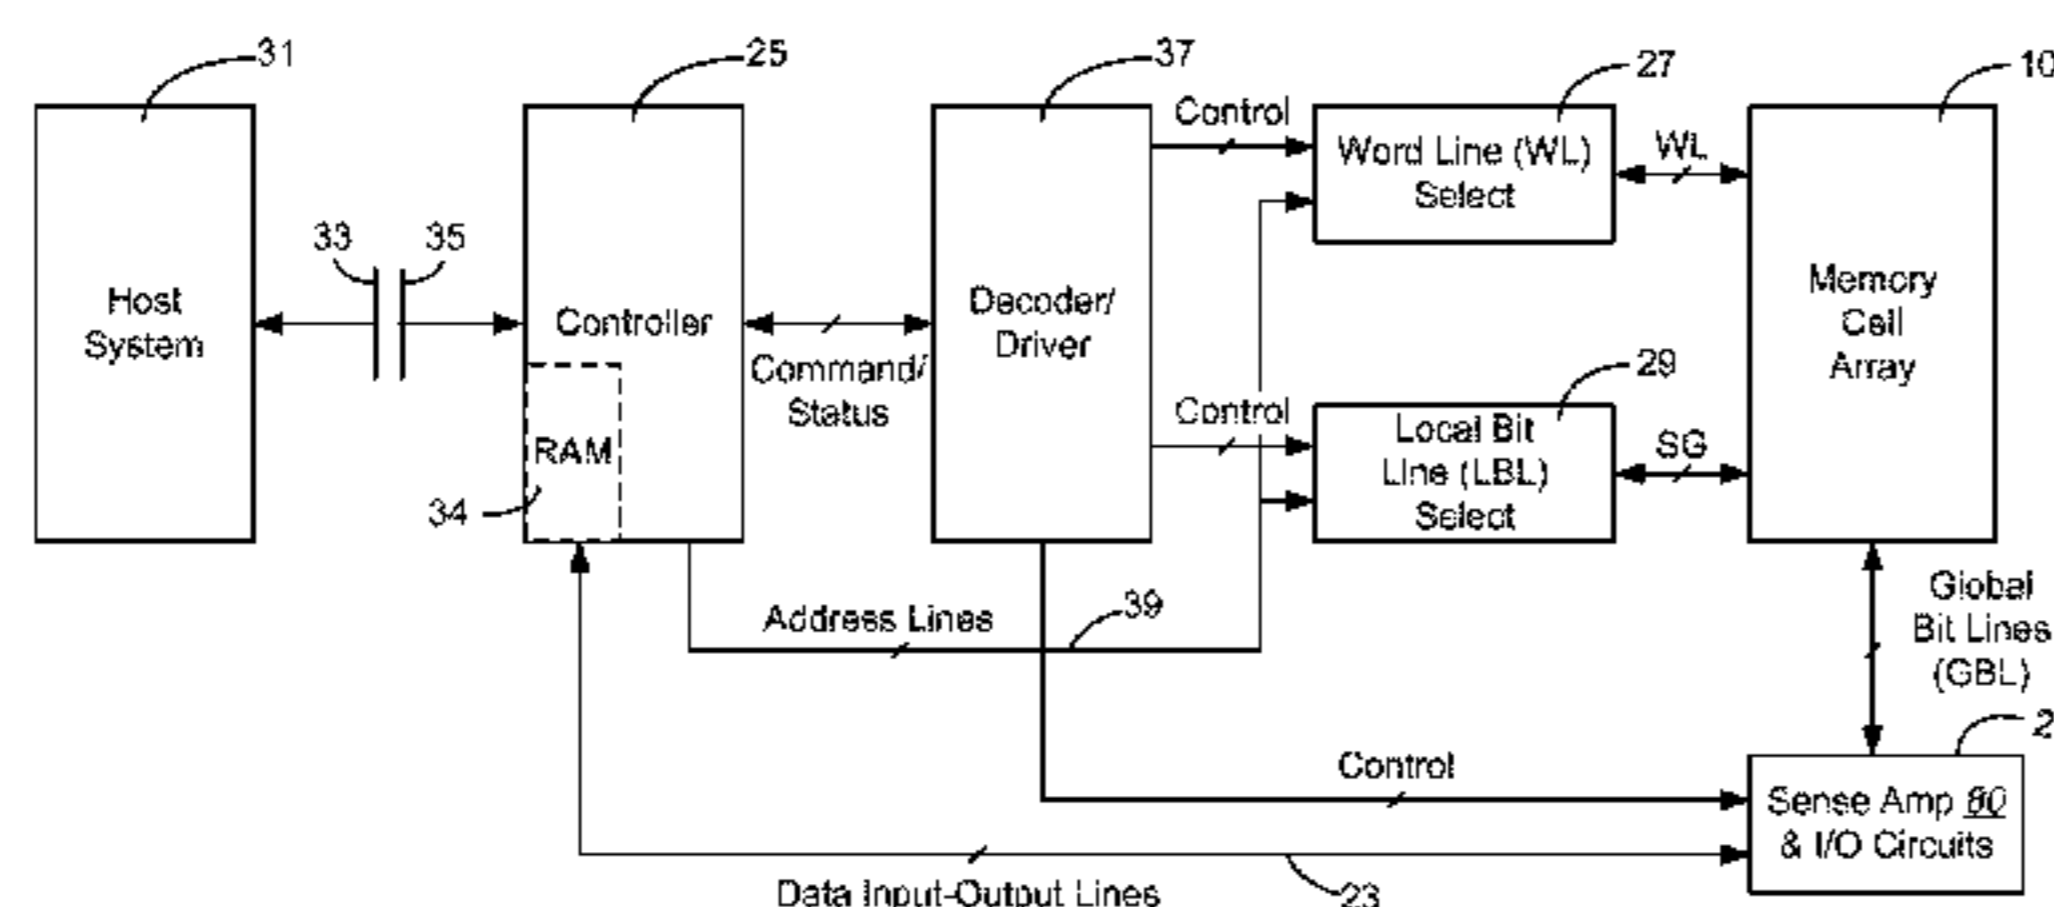 31
25
37
27
10
Control
Word Line (WL)
Select
WL
33
35
Host
System
Controller
Decoder/
Driver
Memory
Cell
Array
Command/
Status
Control
29
Local Bit
Line (LBL)
Select
SG
RAM
34
Address Lines
39
Global
Bit Lines
(GBL)
Control
2
Sense Amp
& I/O Circuits
Data Input-Output Lines
23